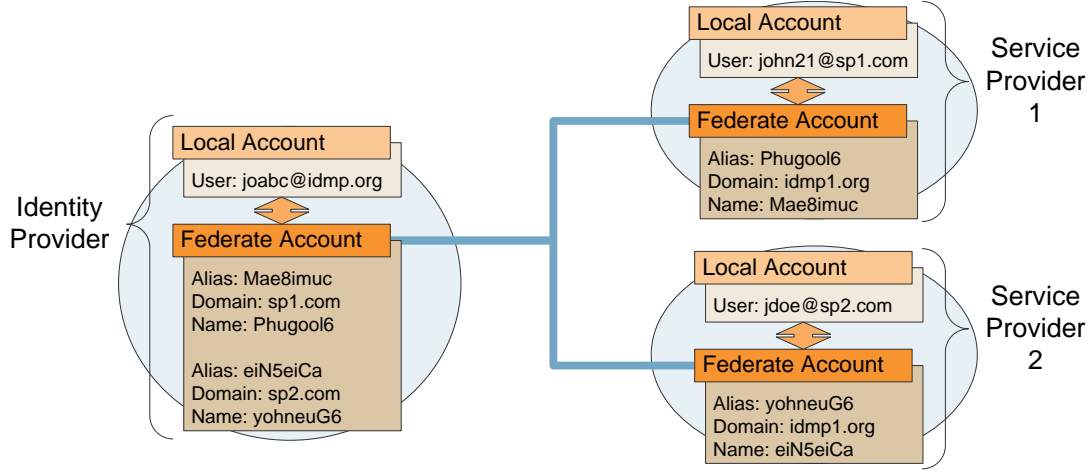 Identity
Provider
Local Account
User: joabc@idmp.org
Federate Account
Alias: Mae8imuc
Domain: sp1.com
Name: Phugool6
Alias: eiN5eiCa
Domain: sp2.com
Name: yohneuG6
Local Account
User: john21@sp1.com
Federate Account
Alias: Phugool6
Domain: idmp1.org
Name: Mae8imuc
Service
Provider
1
Local Account
User: jdoe@sp2.com
Federate Account
Alias: yohneuG6
Domain: idmp1.org
Name: eiN5eiCa
Service
Provider
2